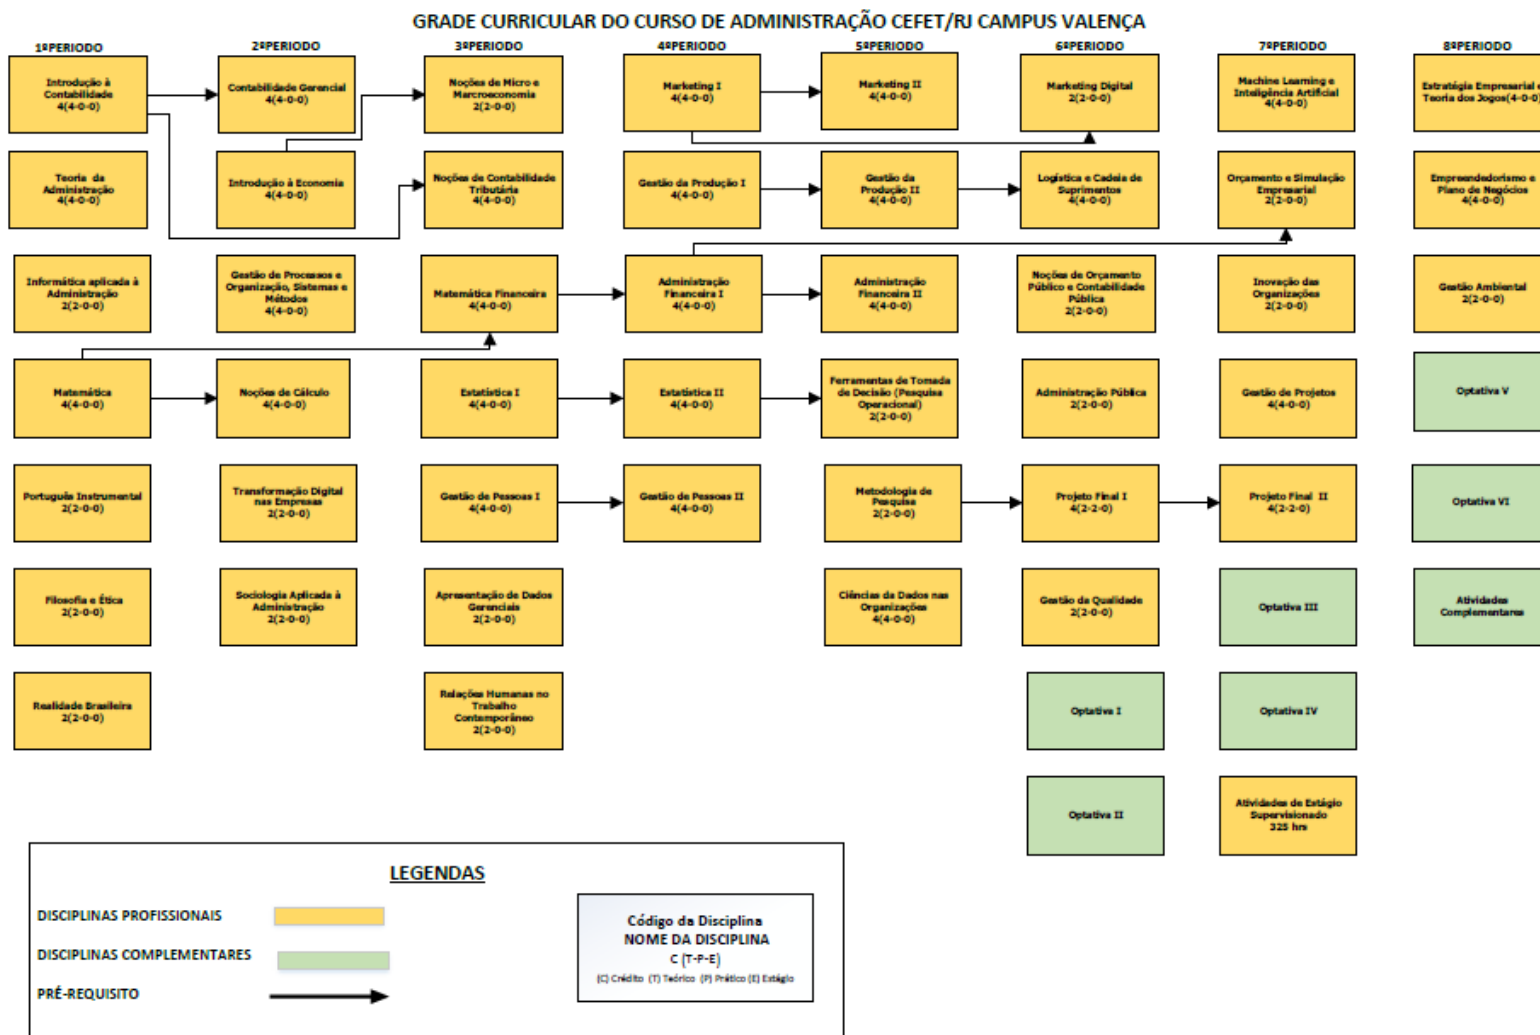 GRADE CURRICULAR DO CURSO DE ADMINISTRAÇÃO CEFET/RJ CAMPUS VALENÇA
1ºPERIODO
Introdução à
Contabilidade
4(4-0-0)
Teoria da
Administração
4(4-0-0)
Informática aplicada à
Administração
2(2-0-0)
Matemática
4(4-0-0)
Português Instrumental
2(2-0-0)
Filosofia e Ética
2(2-0-0)
Realidade Brasileira
2(2-0-0)
2ºPERIODO
Contabilidade Gerencial
4(4-0-0)
Introdução à Economia
4(4-0-0)
Gestão de Processos e
Organização, Sistemas e
Métodos
4(4-0-0)
Noções de Cálculo
4(4-0-0)
Transformação Digital
nas Empresas
2(2-0-0)
Sociologia Aplicada à
Administração
2(2-0-0)
3ºPERIODO
Noções de Micro e
Marcroeconomia
2(2-0-0)
Noções de Contabilidade
Tributária
4(4-0-0)
Matemática Financeira
4(4-0-0)
Estatística I
4(4-0-0)
Gestão de Pessoas I
4(4-0-0)
Apresentação de Dados
Gerenciais
2(2-0-0)
Relações Humanas no
Trabalho
Contemporâneo
2(2-0-0)
4ºPERIODO
Marketing I
4(4-0-0)
Gestão da Produção I
4(4-0-0)
Administração
Financeira I
4(4-0-0)
Estatística II
4(4-0-0)
Gestão de Pessoas II
4(4-0-0)
5ºPERIODO
Marketing II
4(4-0-0)
Gestão da
Produção II
4(4-0-0)
Administração
Financeira II
4(4-0-0)
Ferramentas de Tomada
de Decisão (Pesquisa
Operacional)
2(2-0-0)
Metodologia de
Pesquisa
2(2-0-0)
Ciências da Dados nas
Organizações
4(4-0-0)
6ºPERIODO
Marketing Digital
2(2-0-0)
Logística e Cadeia de
Suprimentos
4(4-0-0)
Noções de Orçamento
Público e Contabilidade
Pública
2(2-0-0)
Administração Pública
2(2-0-0)
Projeto Final I
4(2-2-0)
Gestão da Qualidade
2(2-0-0)
Optativa I
Optativa II
7ºPERIODO
Machine Learning e
Inteligência Artificial
4(4-0-0)
Orçamento e Simulação
Empresarial
2(2-0-0)
Inovação das
Organizações
2(2-0-0)
Gestão de Projetos
4(4-0-0)
Projeto Final II
4(2-2-0)
Optativa III
Optativa IV
Atividades de Estágio
Supervisionado
325 hrs
8ºPERIODO
Estratégia Empresarial e
Teoria dos Jogos(4-0-0)
Empreendedorismo e
Plano de Negócios
4(4-0-0)
Gestão Ambiental
2(2-0-0)
Optativa V
Optativa VI
Atividades
Complementares
LEGENDAS
DISCIPLINAS PROFISSIONAIS
DISCIPLINAS COMPLEMENTARES
PRÉ-REQUISITO
Código da Disciplina
NOME DA DISCIPLINA
C (T-P-E)
(C) Crédito (T) Teórico (P) Prático (E) Estágio